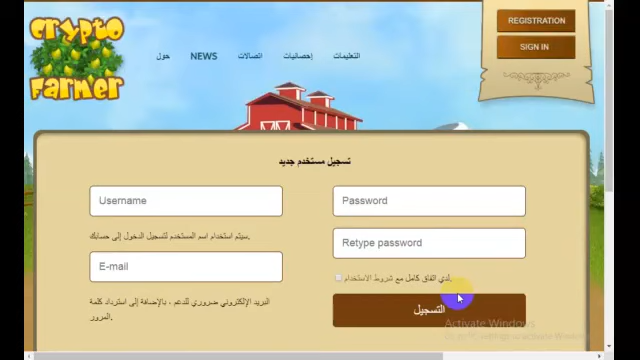 Crypto
Farmer
حول
NEWS
اتصالات
إحصائيات
التعليمات
REGISTRATION
SIGN IN
تسجيل مستخدم جديد
Username
Password
سيتم استخدام اسم المستخدم لتسجيل الدخول إلى حسابك.
Retype password
E-mail
لدي اتفاق كامل مع شروط الاستخدام.
البريد الإلكتروني ضروري للدعم ، بالإضافة إلى استرداد كلمة
المرور.
التسجيل
Activate Windows